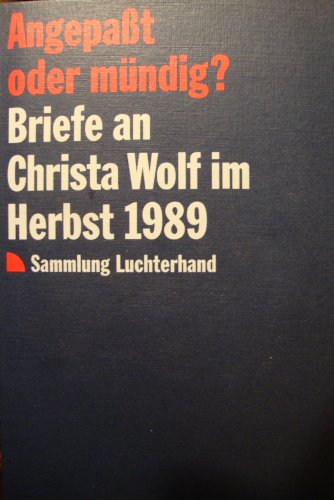 Angepaßt
oder mündig?
Briefe an
Christa Wolf im
Herbst 1989
Sammlung Luchterhand